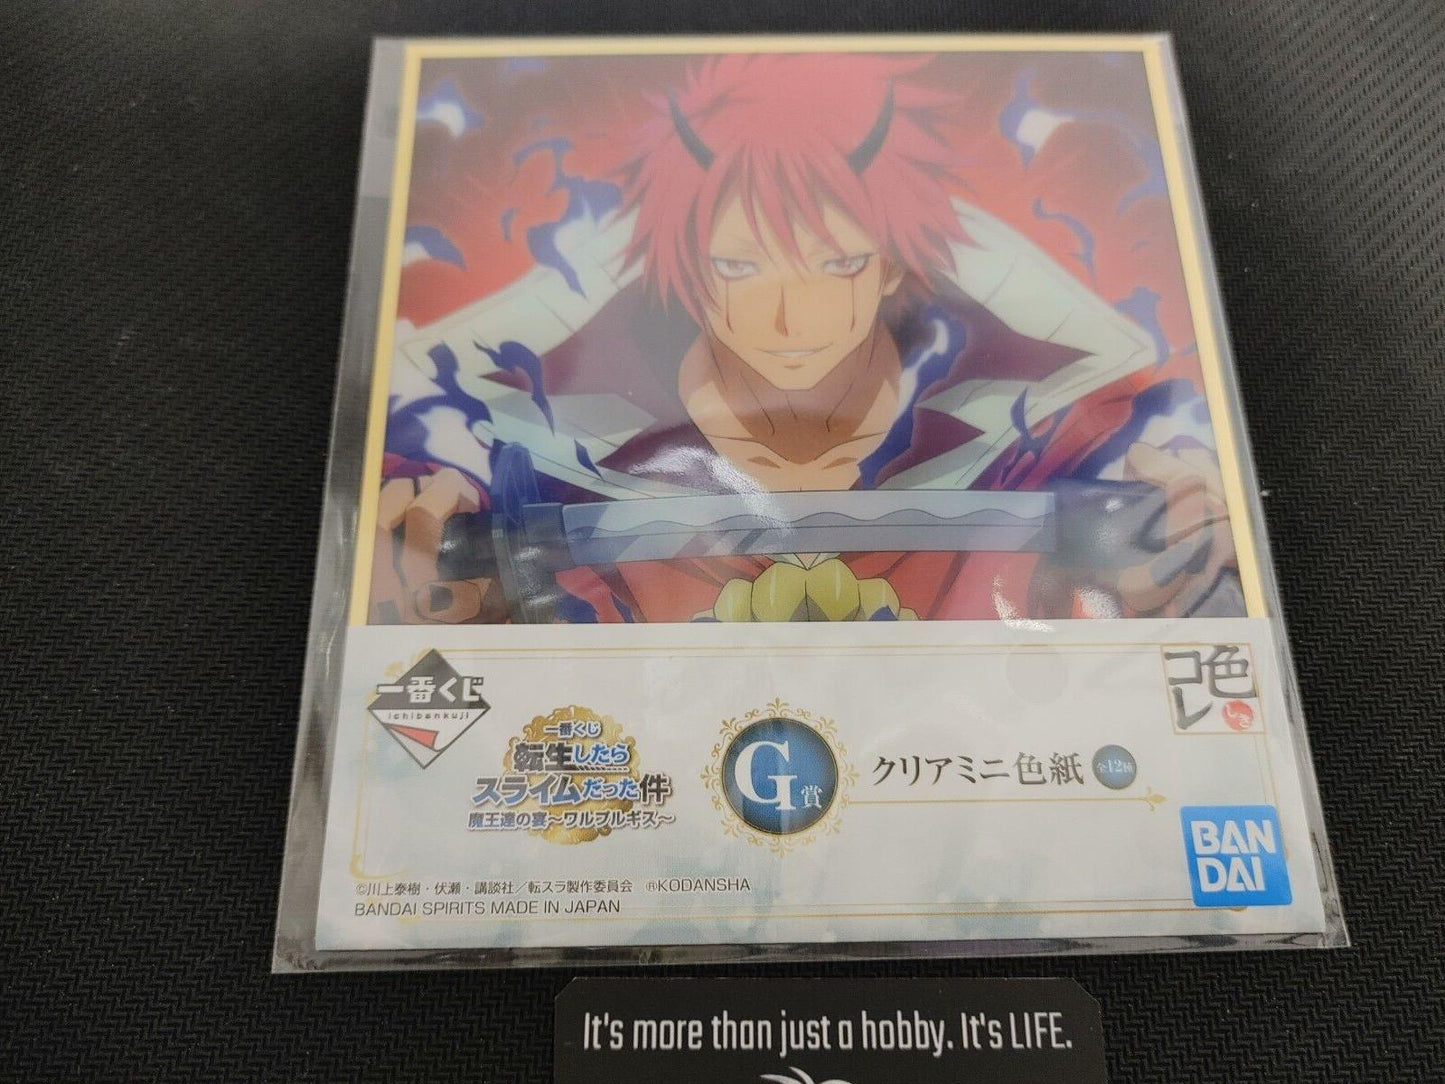 色
コレ
しき
一番くじ
ichibankuji
一番くじ
転生したら
スライムだった件
魔王達の宴～ワルプルギス～
G賞
クリアミニ色紙 全12種
BAN
DAI
©川上泰樹・伏瀬・講談社／転スラ製作委員会 ®KODANSHA
BANDAI SPIRITS MADE IN JAPAN
It's more than just a hobby. It's LIFE.